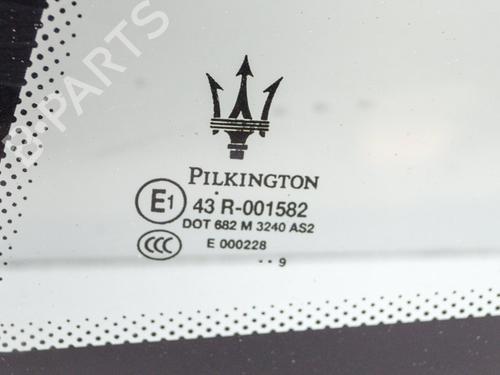 B-PARTS
PILKINGTON
E1 43 R-001582
DOT 682 M 3240 AS2
CCC E 000228
·· 9